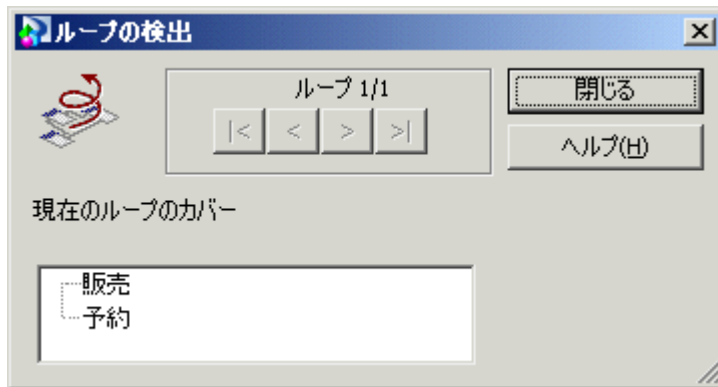 ループの検出
ループ 1/1
|<
<
>
>|
閉じる
ヘルプ(H)
現在のループのカバー
販売
予約